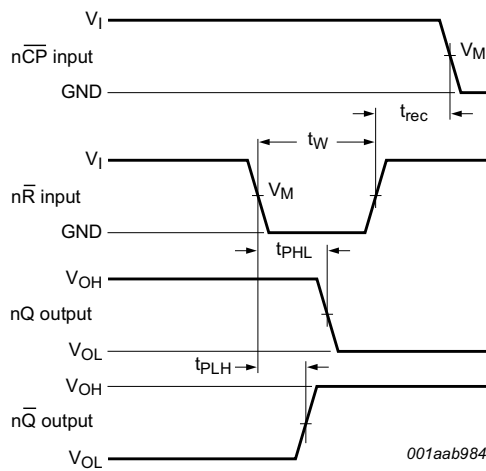 V_I
nC̅P̅ input
V_M
GND
t_rec
t_W
V_I
nR̅ input
V_M
GND
t_PHL
V_OH
nQ output
V_OL
t_PLH
V_OH
nQ̅ output
V_OL
001aab984